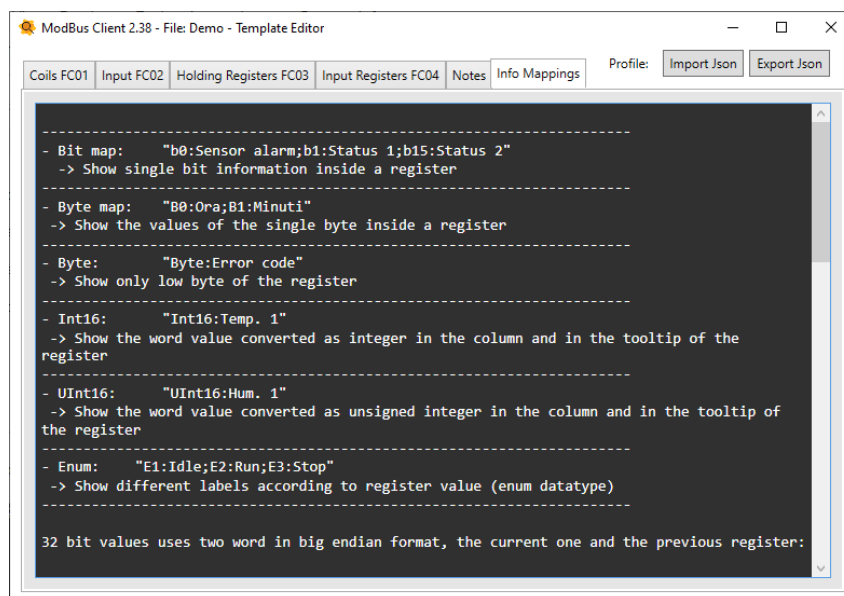 ModBus Client 2.38 - File: Demo - Template Editor
Coils FC01 Input FC02 Holding Registers FC03 Input Registers FC04 Notes Info Mappings Profile: Import Json Export Json
-----------------------------------------------------------------------
- Bit map:     "b0:Sensor alarm;b1:Status 1;b15:Status 2"
  -> Show single bit information inside a register
-----------------------------------------------------------------------
- Byte map:    "B0:Ora;B1:Minuti"
 -> Show the values of the single byte inside a register
-----------------------------------------------------------------------
- Byte:        "Byte:Error code"
 -> Show only low byte of the register
-----------------------------------------------------------------------
- Int16:       "Int16:Temp. 1"
 -> Show the word value converted as integer in the column and in the tooltip of the
register
-----------------------------------------------------------------------
- UInt16:      "UInt16:Hum. 1"
 -> Show the word value converted as unsigned integer in the column and in the tooltip of
the register
-----------------------------------------------------------------------
- Enum:    "E1:Idle;E2:Run;E3:Stop"
 -> Show different labels according to register value (enum datatype)
-----------------------------------------------------------------------
32 bit values uses two word in big endian format, the current one and the previous register: